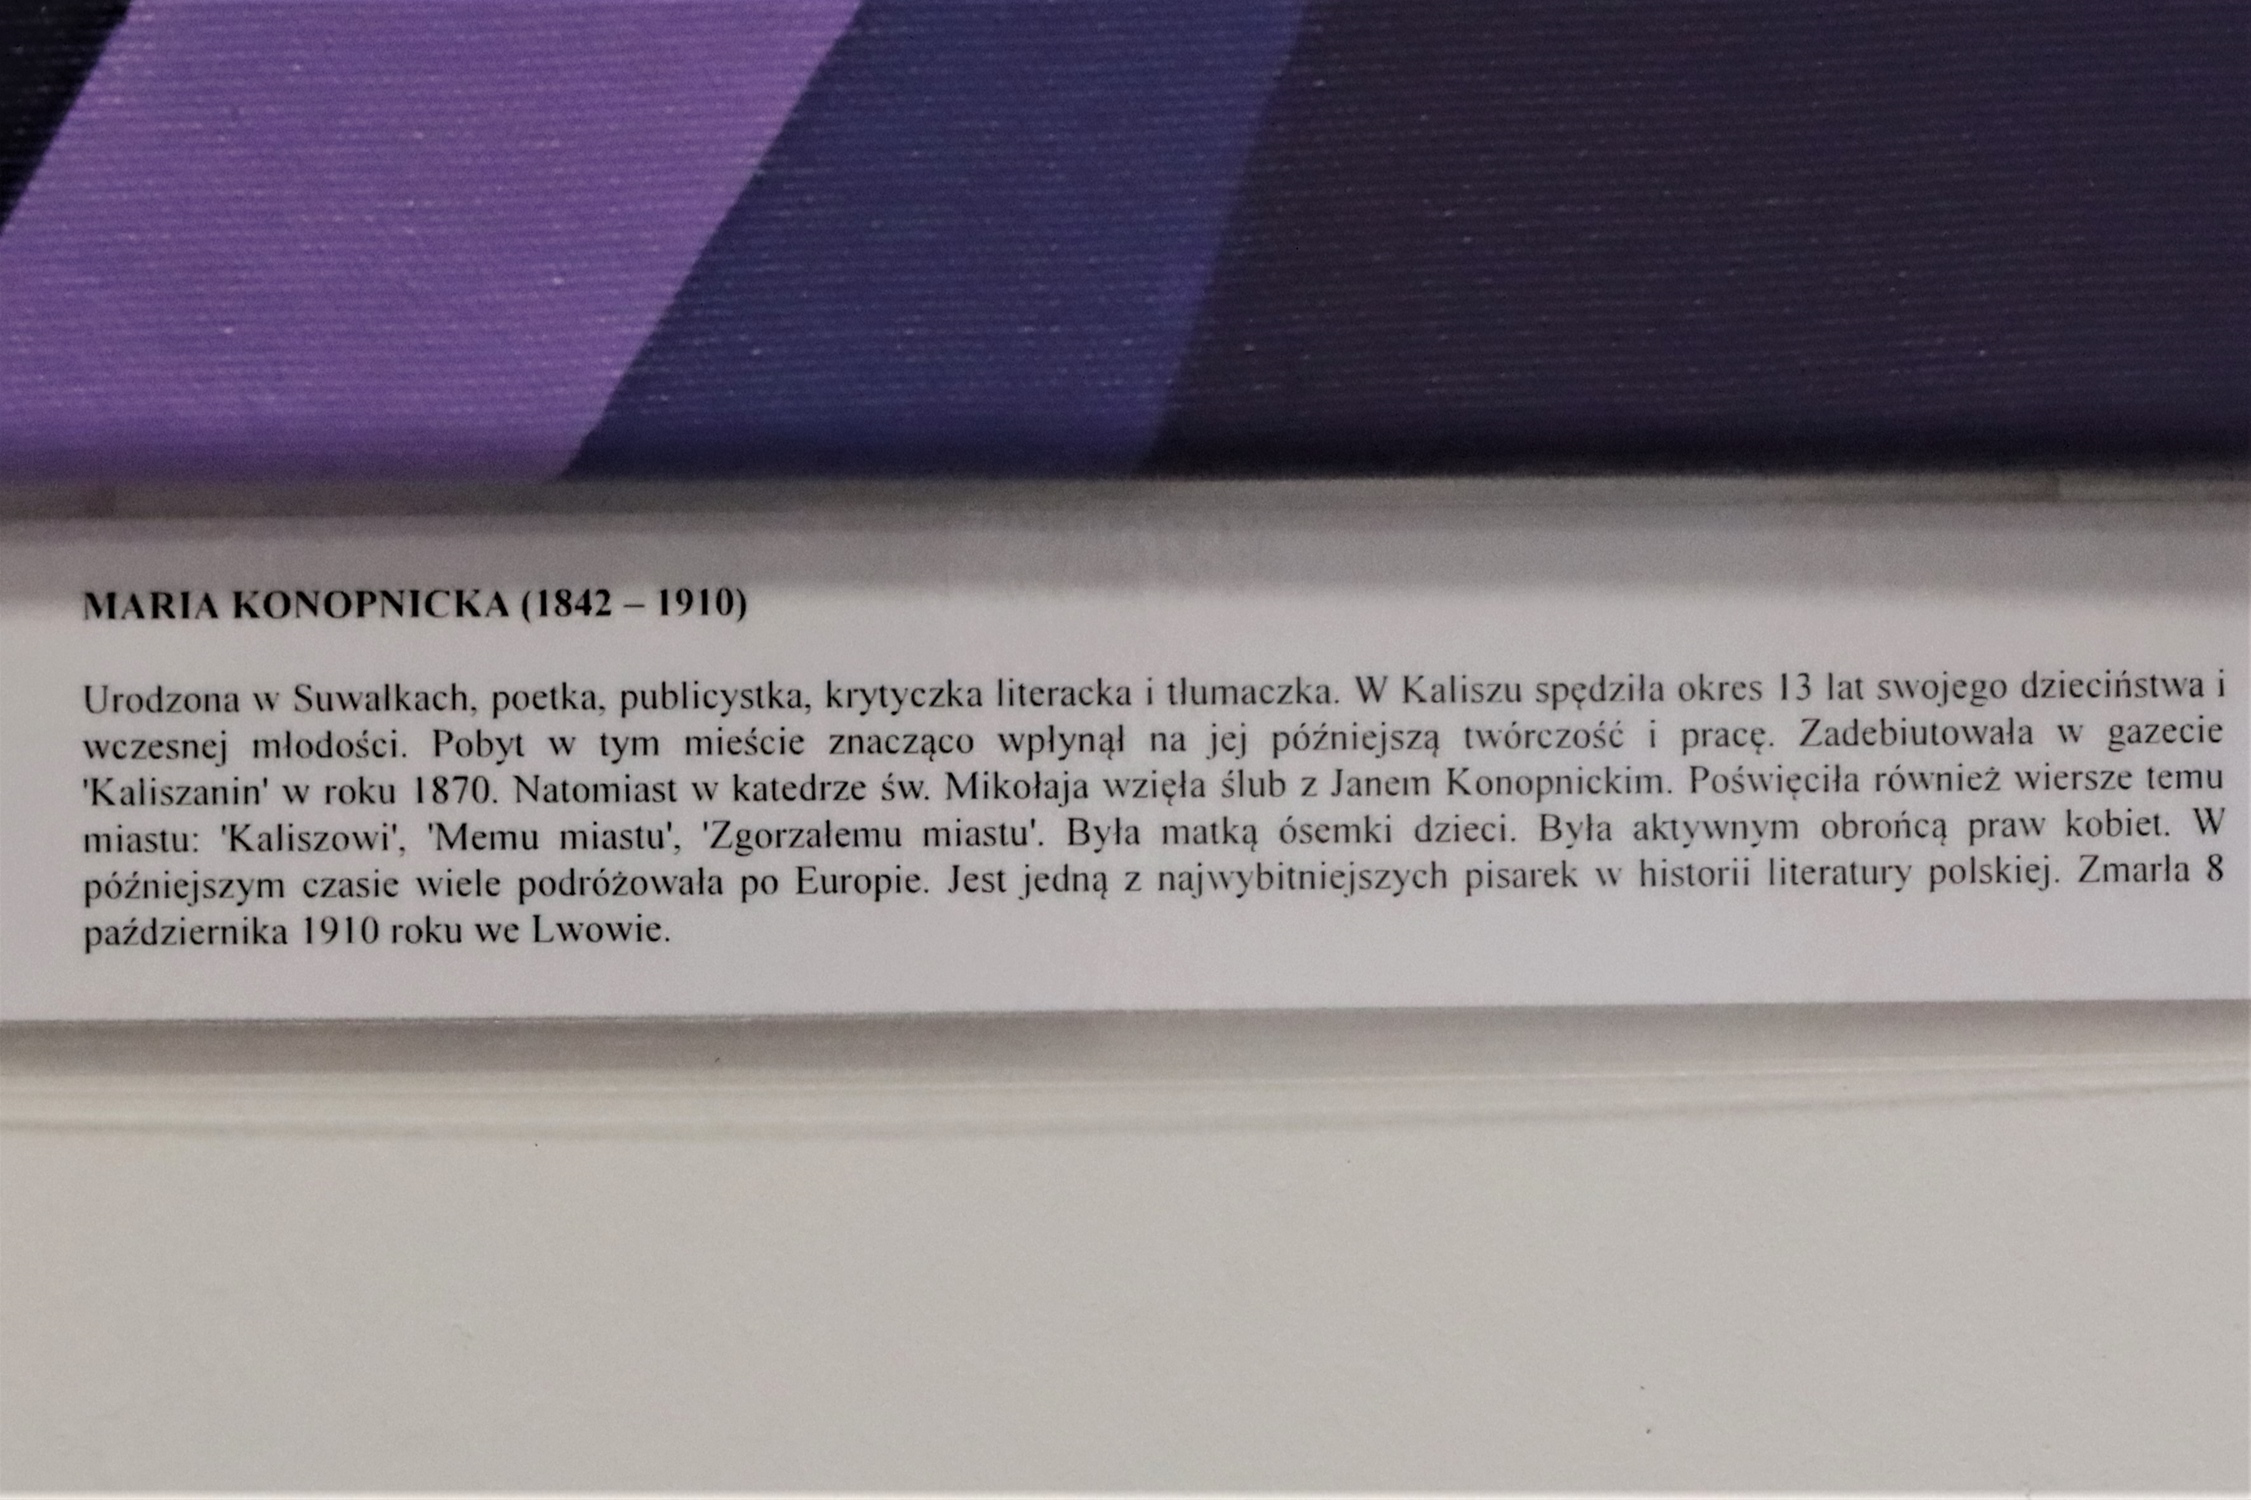 MARIA KONOPNICKA (1842 – 1910)
Urodzona w Suwałkach, poetka, publicystka, krytyczka literacka i tłumaczka. W Kaliszu spędziła okres 13 lat swojego dzieciństwa i
wczesnej młodości. Pobyt w tym mieście znacząco wpłynął na jej późniejszą twórczość i pracę. Zadebiutowała w gazecie
'Kaliszanin' w roku 1870. Natomiast w katedrze św. Mikołaja wzięła ślub z Janem Konopnickim. Poświęciła również wiersze temu
miastu: 'Kaliszowi', 'Memu miastu', 'Zgorzałemu miastu'. Była matką ósemki dzieci. Była aktywnym obrońcą praw kobiet. W
późniejszym czasie wiele podróżowała po Europie. Jest jedną z najwybitniejszych pisarek w historii literatury polskiej. Zmarła 8
października 1910 roku we Lwowie.